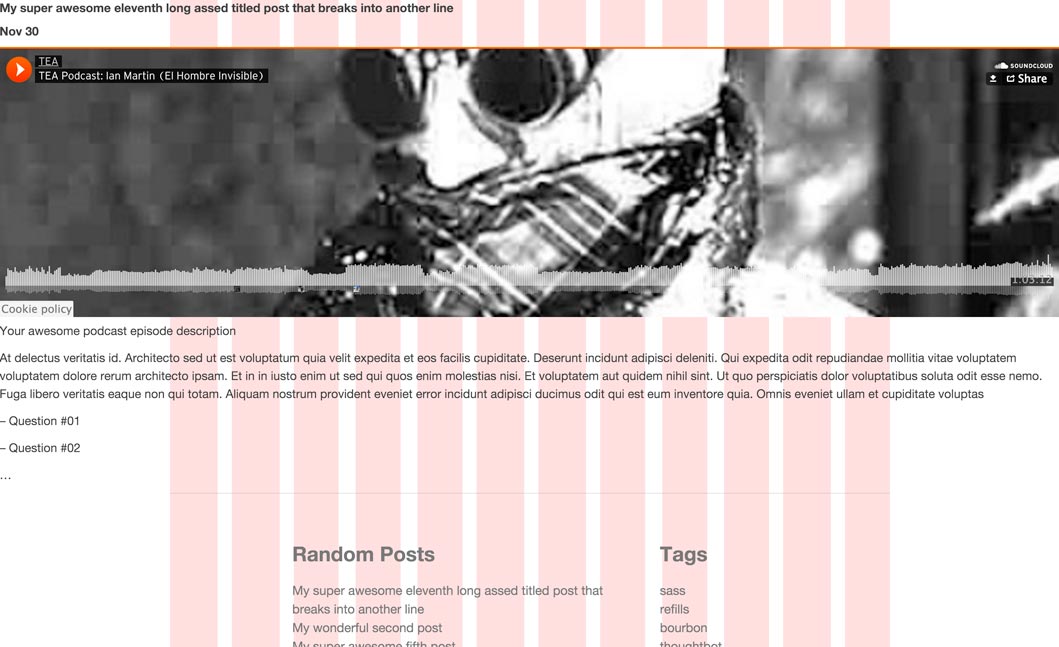 My super awesome eleventh long assed titled post that breaks into another line
Nov 30
TEA
TEA Podcast: Ian Martin (El Hombre Invisible)
SOUNDCLOUD
Share
1:03:12
Cookie policy
Your awesome podcast episode description
At delectus veritatis id. Architecto sed ut est voluptatum quia velit expedita et eos facilis cupiditate. Deserunt incidunt adipisci deleniti. Qui expedita odit repudiandae mollitia vitae voluptatem
voluptatem dolore rerum architecto ipsam. Et in in iusto enim ut sed qui quos enim molestias nisi. Et voluptatem aut quidem nihil sint. Ut quo perspiciatis dolor voluptatibus soluta odit esse nemo.
Fuga libero veritatis eaque non qui totam. Aliquam nostrum provident eveniet error incidunt adipisci ducimus odit qui est eum inventore quia. Omnis eveniet ullam et cupiditate voluptas
– Question #01
– Question #02
…
Random Posts
My super awesome eleventh long assed titled post that
breaks into another line
My wonderful second post
My super awesome fifth post
Tags
sass
refills
bourbon
thoughtbot